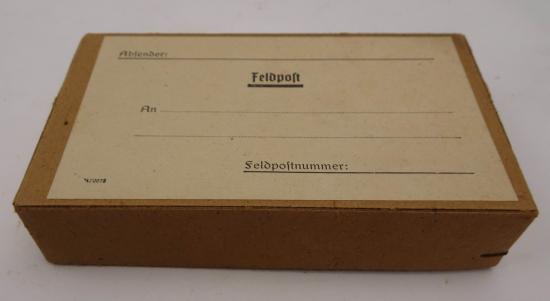 Absender:
Feldpost
An
Feldpostnummer: